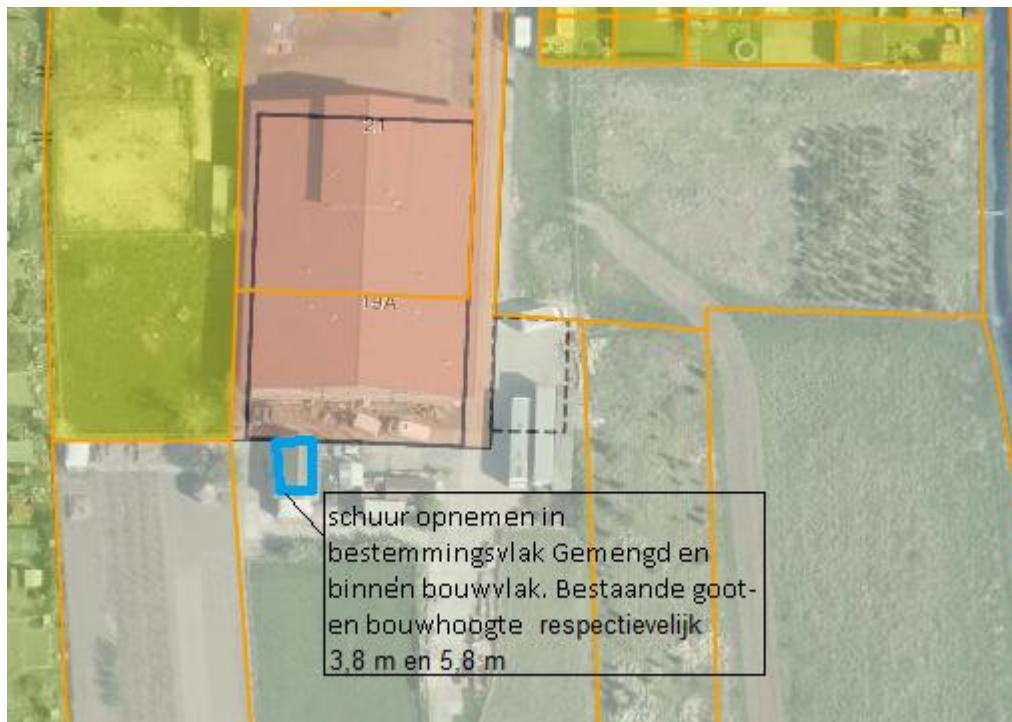 21
19A
schuur opnemen in
bestemmingsvlak Gemengd en
binnen bouwvlak. Bestaande goot-
en bouwhoogte respectievelijk
3,8 m en 5,8 m